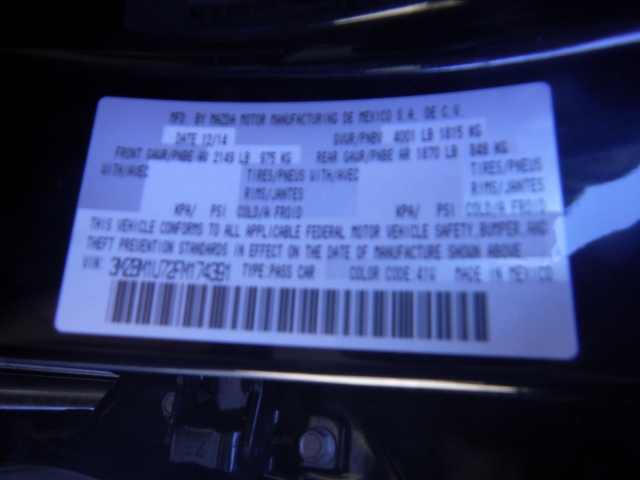 MFD. BY MAZDA MOTOR MANUFACTURING DE MEXICO S.A. DE C.V.
DATE 12/14 GVWR/PNBV 4001 LB 1815 KG
FRONT GAWR/PNBE AV 2149 LB 975 KG REAR GAWR/PNBE AR 1870 LB 848 KG
WITH/AVEC TIRES/PNEUS WITH/AVEC TIRES/PNEUS
RIMS/JANTES RIMS/JANTES
KPA/ PSI COLD/A FROID KPA/ PSI COLD/A FROID
THIS VEHICLE CONFORMS TO ALL APPLICABLE FEDERAL MOTOR VEHICLE SAFETY, BUMPER, AND
THEFT PREVENTION STANDARDS IN EFFECT ON THE DATE OF MANUFACTURE SHOWN ABOVE
VIN: 3MZBM1U72FM174391 TYPE: PASS CAR COLOR CODE: 41V MADE IN MEXICO